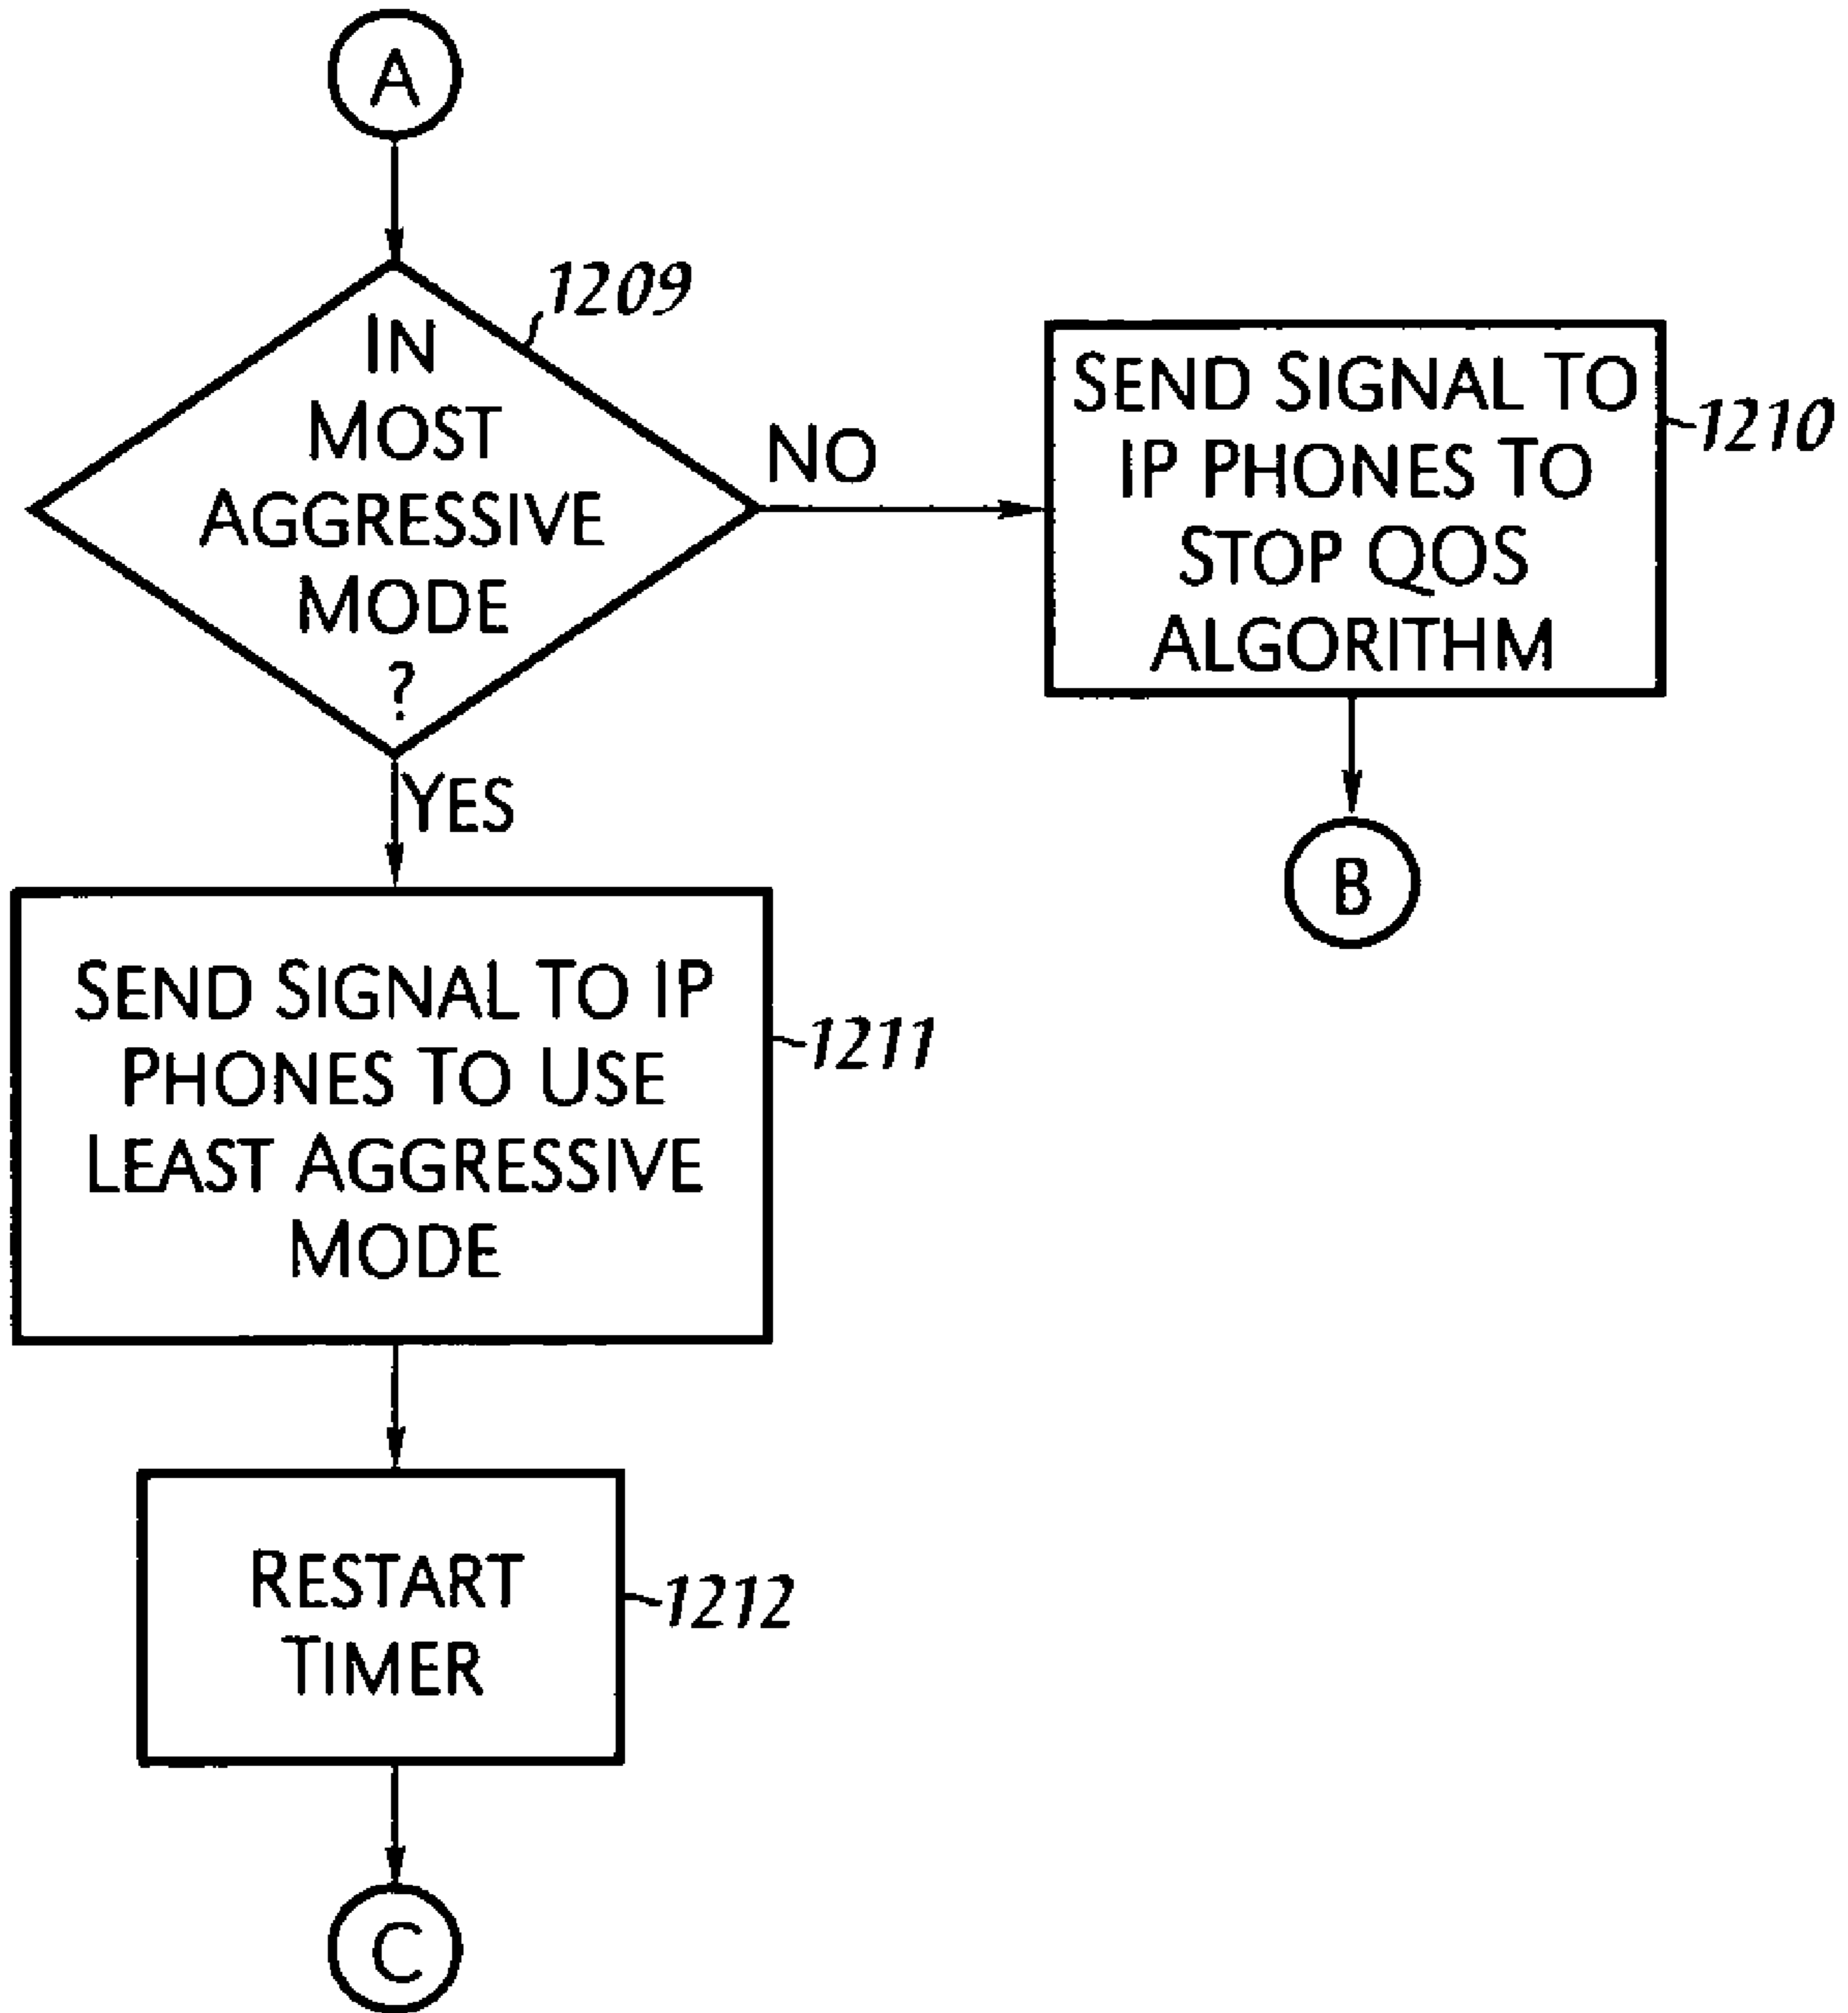 A
IN
MOST
AGGRESSIVE
MODE
?
1209
NO
SEND SIGNAL TO
IP PHONES TO
STOP QOS
ALGORITHM
1210
B
YES
SEND SIGNAL TO IP
PHONES TO USE
LEAST AGGRESSIVE
MODE
1211
RESTART
TIMER
1212
C